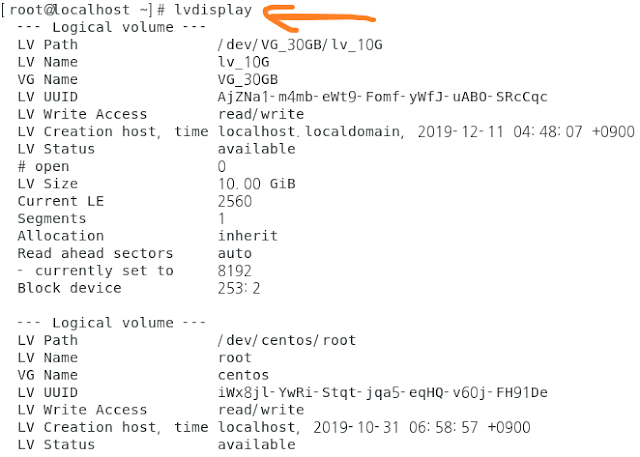 [root@localhost ~]# lvdisplay
--- Logical volume ---
LV Path                /dev/VG_30GB/lv_10G
LV Name                lv_10G
VG Name                VG_30GB
LV UUID                AjZNa1-m4mb-eWt9-Fomf-yWfJ-uABO-SRcCqc
LV Write Access        read/write
LV Creation host, time localhost.localdomain, 2019-12-11 04:48:07 +0900
LV Status              available
# open                 0
LV Size                10.00 GiB
Current LE             2560
Segments               1
Allocation             inherit
Read ahead sectors     auto
- currently set to     8192
Block device           253:2
--- Logical volume ---
LV Path                /dev/centos/root
LV Name                root
VG Name                centos
LV UUID                iWx8jl-YwRi-Stqt-jqa5-eqHQ-v60j-FH91De
LV Write Access        read/write
LV Creation host, time localhost, 2019-10-31 06:58:57 +0900
LV Status              available